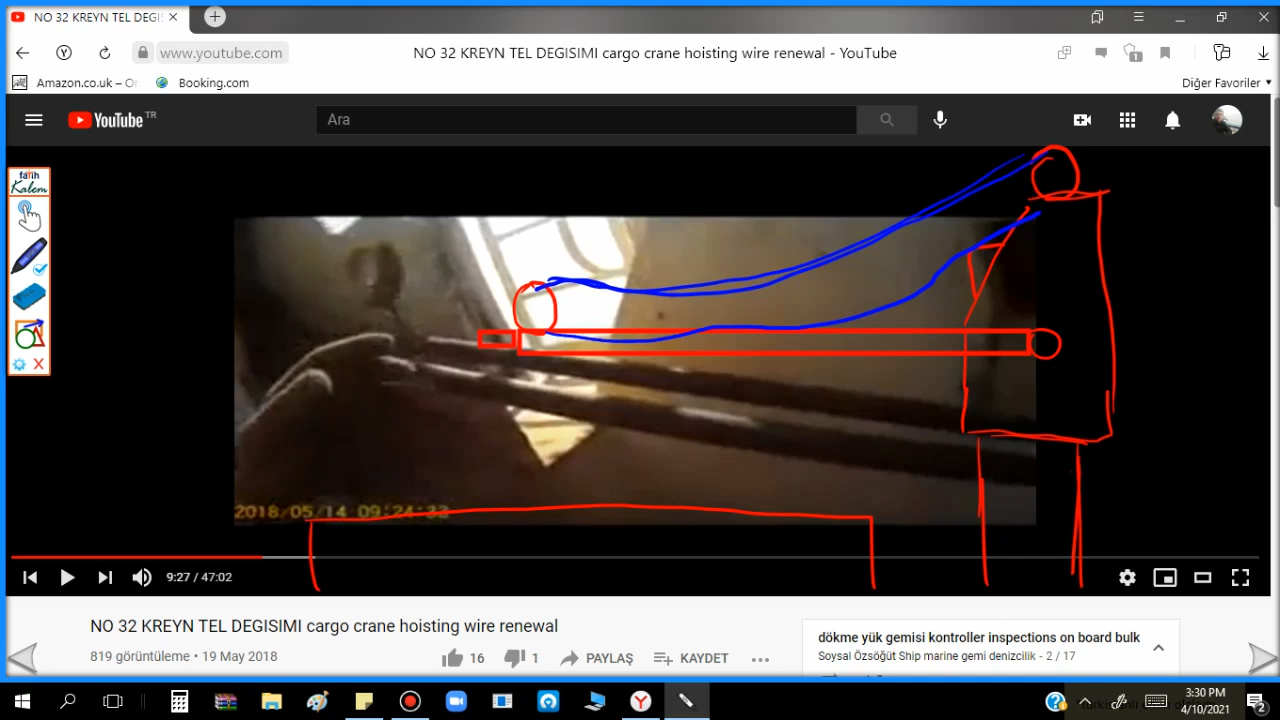 NO 32 KREYN TEL DEGIS
www.youtube.com
NO 32 KREYN TEL DEGISIMI cargo crane hoisting wire renewal - YouTube
1
Amazon.co.uk – On
Booking.com
Diğer Favoriler
YouTube TR
Ara
fatih
Kalem
2018/05/14 09:24:33
9:27 / 47:02
NO 32 KREYN TEL DEGISIMI cargo crane hoisting wire renewal
819 görüntüleme • 19 May 2018
16
1
PAYLAŞ
KAYDET
dökme yük gemisi kontroller inspections on board bulk
Soysal Özsöğüt Ship marine gemi denizcilik - 2 / 17
3:30 PM
4/10/2021
2